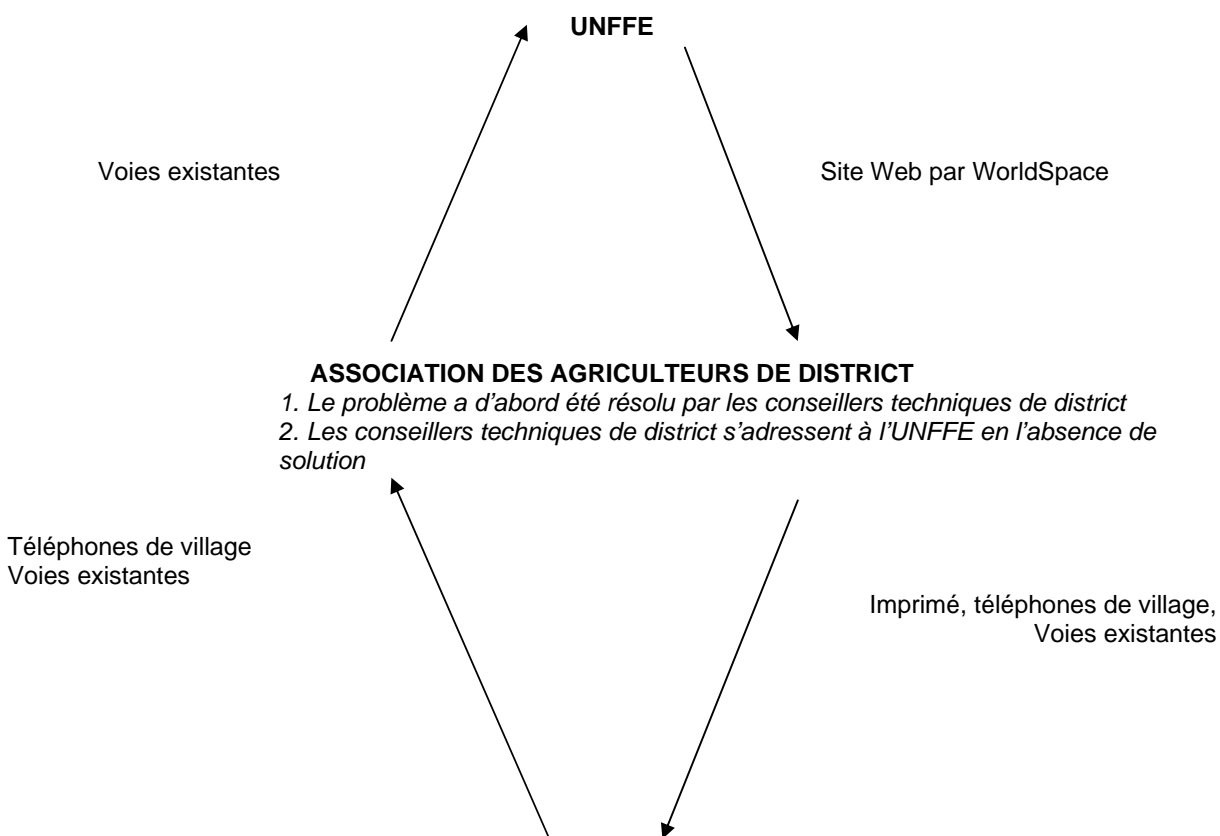 UNFFE
Voies existantes
Site Web par WorldSpace
ASSOCIATION DES AGRICULTEURS DE DISTRICT
1. Le problème a d’abord été résolu par les conseillers techniques de district
2. Les conseillers techniques de district s’adressent à l’UNFFE en l’absence de
solution
Téléphones de village
Voies existantes
Imprimé, téléphones de village,
Voies existantes